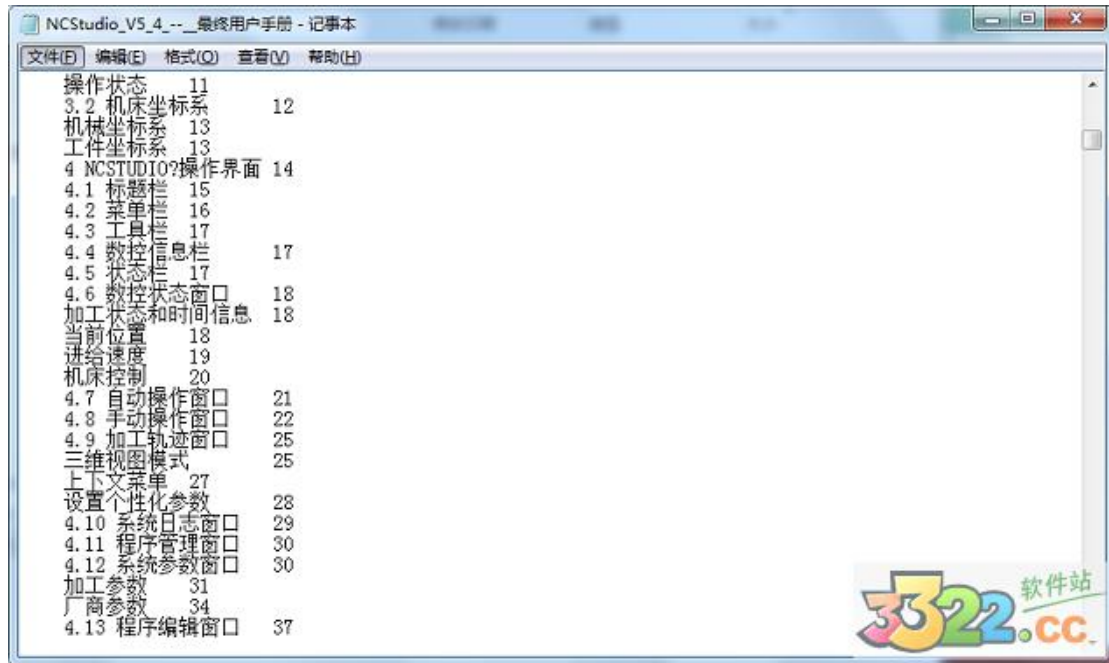 NCStudio_V5_4_--__最终用户手册 - 记事本
文件(F) 编辑(E) 格式(O) 查看(V) 帮助(H)
操作状态 11
3.2 机床坐标系 12
机械坐标系 13
工件坐标系 13
4 NCSTUDIO?操作界面 14
4.1 标题栏 15
4.2 菜单栏 16
4.3 工具栏 17
4.4 数控信息栏 17
4.5 状态栏 17
4.6 数控状态窗口 18
加工状态和时间信息 18
当前位置 18
进给速度 19
机床控制 20
4.7 自动操作窗口 21
4.8 手动操作窗口 22
4.9 加工轨迹窗口 25
三维视图模式 25
上下文菜单 27
设置个性化参数 28
4.10 系统日志窗口 29
4.11 程序管理窗口 30
4.12 系统参数窗口 30
加工参数 31
厂商参数 34
4.13 程序编辑窗口 37
软件站
3322.cc